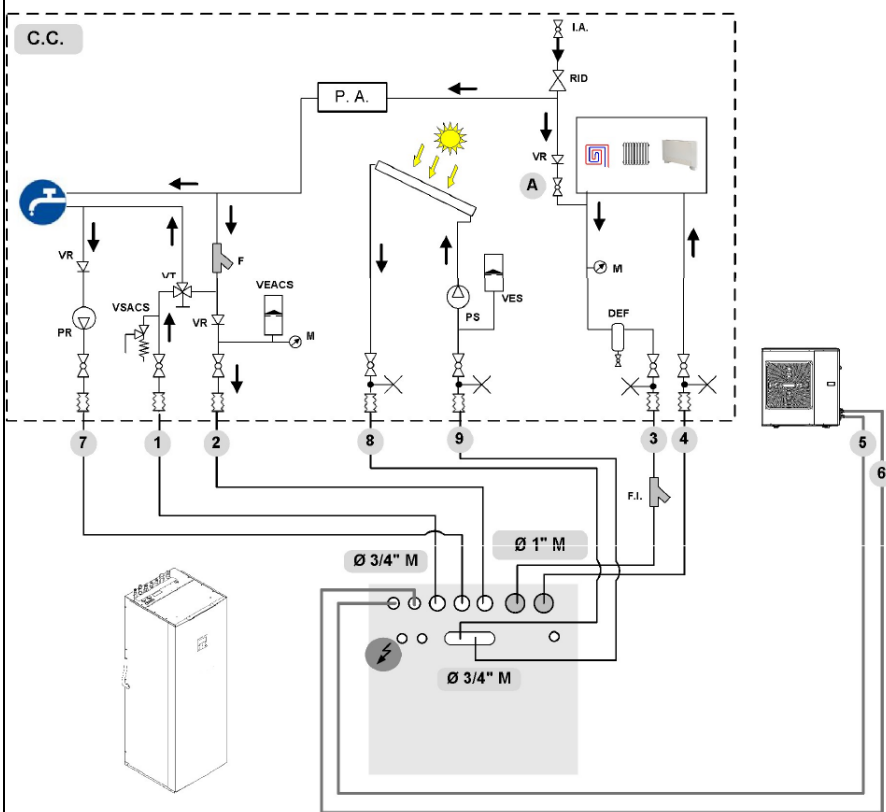 C.C.
I.A.
RID
P. A.
VR
A
VR
F
M
VT
VEACS
VES
VSACS
VR
PS
DEF
PR
M
7
1
2
8
9
3
4
5
6
F.I.
Ø 3/4" M
Ø 1" M
Ø 3/4" M